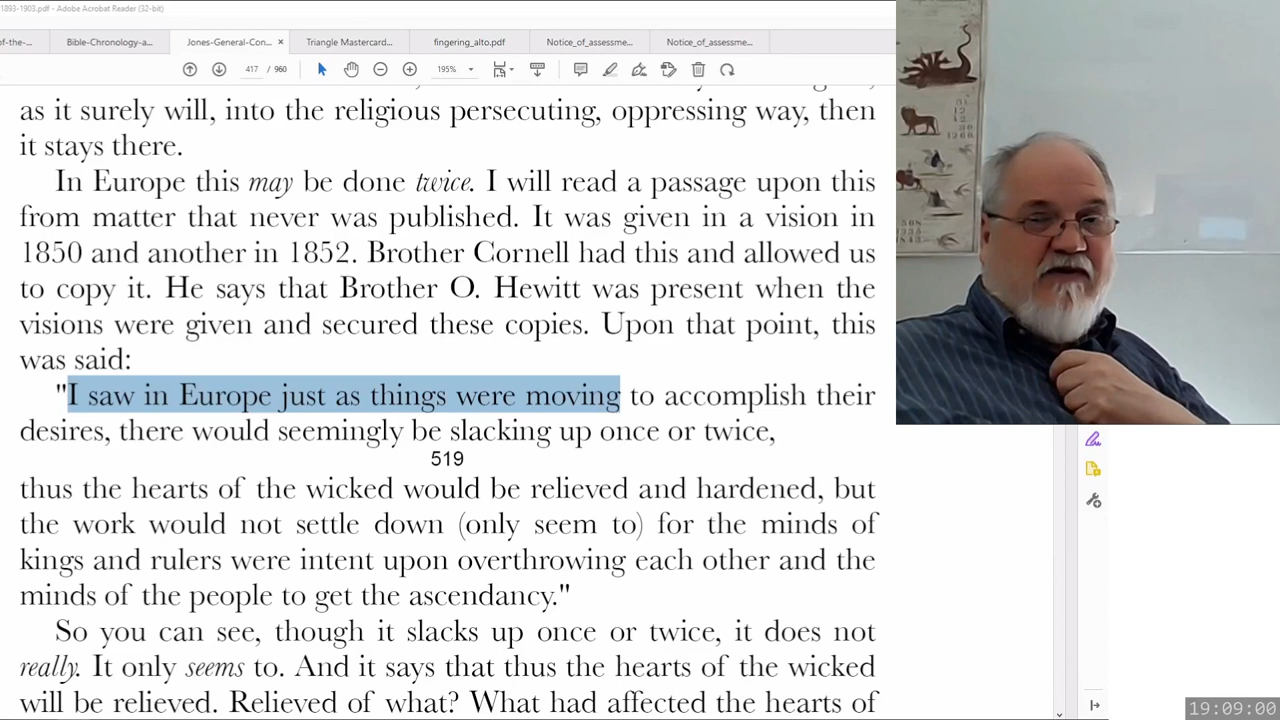 1893-1903.pdf - Adobe Acrobat Reader (32-bit)
of-the-... Bible-Chronology-a... Jones-General-Con... × Triangle Mastercard... fingering_alto.pdf Notice_of_assessme... Notice_of_assessme...
417 / 960 195%
as it surely will, into the religious persecuting, oppressing way, then
it stays there.
In Europe this may be done twice. I will read a passage upon this
from matter that never was published. It was given in a vision in
1850 and another in 1852. Brother Cornell had this and allowed us
to copy it. He says that Brother O. Hewitt was present when the
visions were given and secured these copies. Upon that point, this
was said:
"I saw in Europe just as things were moving to accomplish their
desires, there would seemingly be slacking up once or twice,
519
thus the hearts of the wicked would be relieved and hardened, but
the work would not settle down (only seem to) for the minds of
kings and rulers were intent upon overthrowing each other and the
minds of the people to get the ascendancy."
So you can see, though it slacks up once or twice, it does not
really. It only seems to. And it says that thus the hearts of the wicked
will be relieved. Relieved of what? What had affected the hearts of
19:09:00